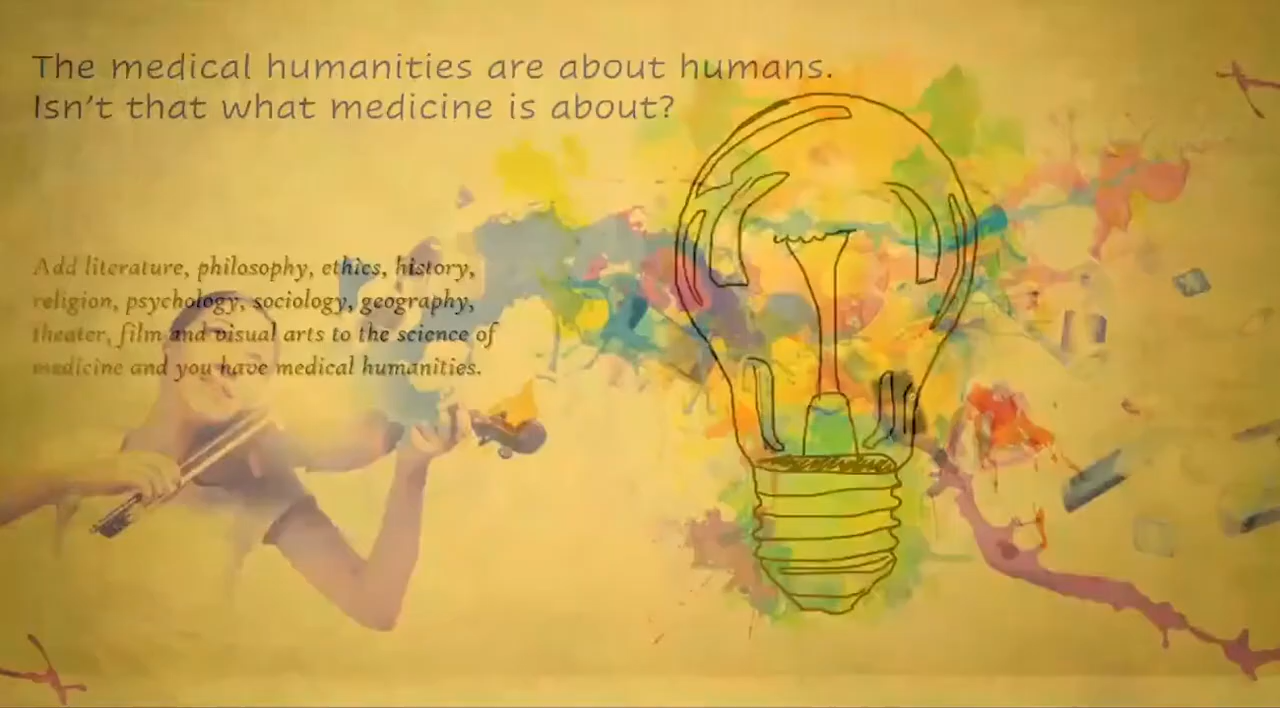 The medical humanities are about humans.
Isn't that what medicine is about?
Add literature, philosophy, ethics, history,
religion, psychology, sociology, geography,
theater, film and visual arts to the science of
medicine and you have medical humanities.